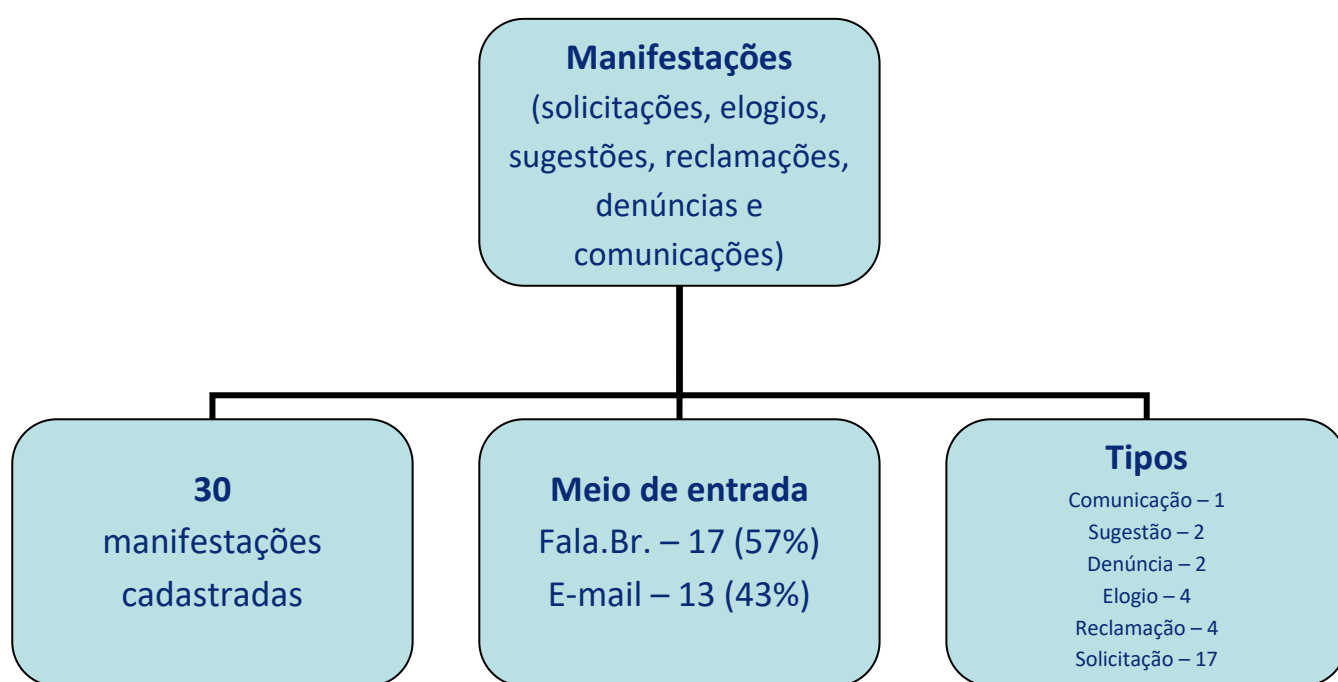 Manifestações
(solicitações, elogios,
sugestões, reclamações,
denúncias e
comunicações)
30
manifestações
cadastradas
Meio de entrada
Fala.Br. – 17 (57%)
E-mail – 13 (43%)
Tipos
Comunicação – 1
Sugestão – 2
Denúncia – 2
Elogio – 4
Reclamação – 4
Solicitação – 17